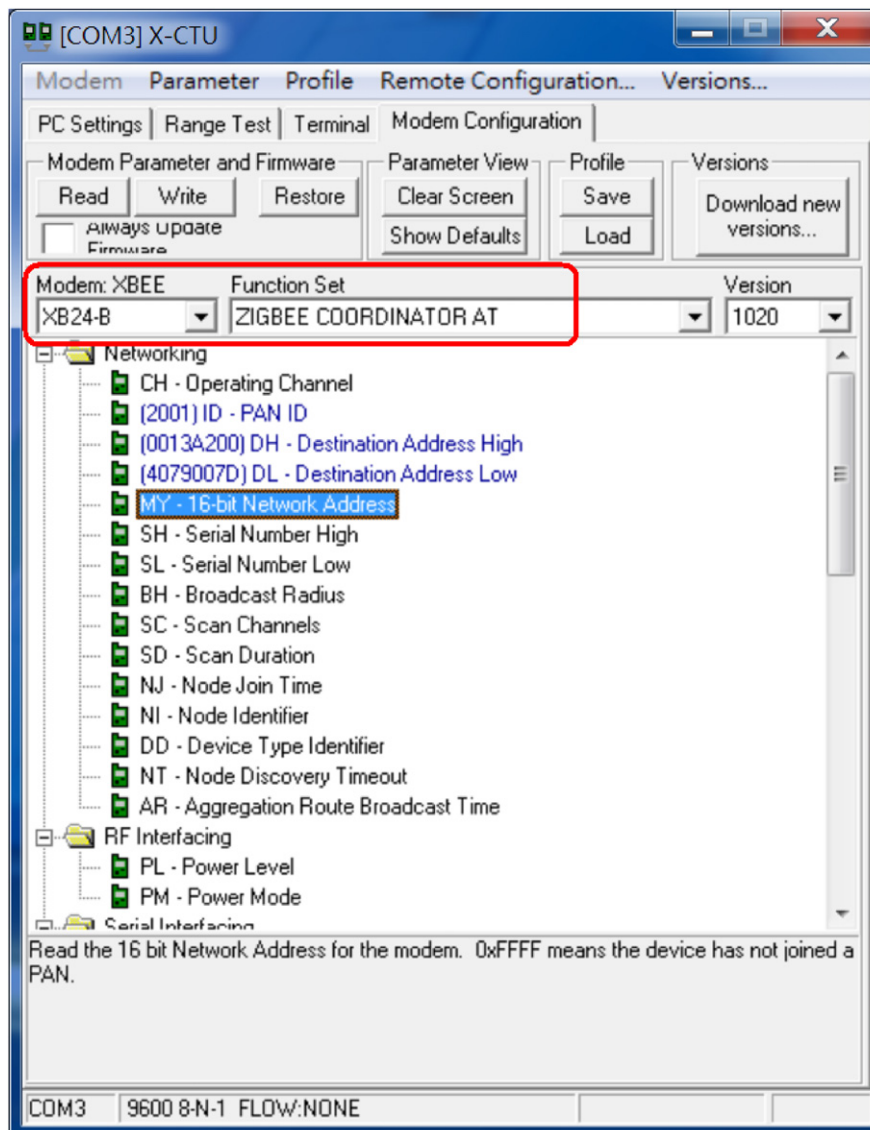 [COM3] X-CTU
Modem Parameter Profile Remote Configuration... Versions...
PC Settings Range Test Terminal Modem Configuration
Modem Parameter and Firmware Parameter View Profile Versions
Read Write Restore Clear Screen Save Download new versions...
Always Update Firmware Show Defaults Load
Modem: XBEE Function Set Version
XB24-B ZIGBEE COORDINATOR AT 1020
Networking
CH - Operating Channel
(2001) ID - PAN ID
(0013A200) DH - Destination Address High
(4079007D) DL - Destination Address Low
MY - 16-bit Network Address
SH - Serial Number High
SL - Serial Number Low
BH - Broadcast Radius
SC - Scan Channels
SD - Scan Duration
NJ - Node Join Time
NI - Node Identifier
DD - Device Type Identifier
NT - Node Discovery Timeout
AR - Aggregation Route Broadcast Time
RF Interfacing
PL - Power Level
PM - Power Mode
Serial Interfacing
Read the 16 bit Network Address for the modem. 0xFFFF means the device has not joined a
PAN.
COM3 9600 8-N-1 FLOW:NONE